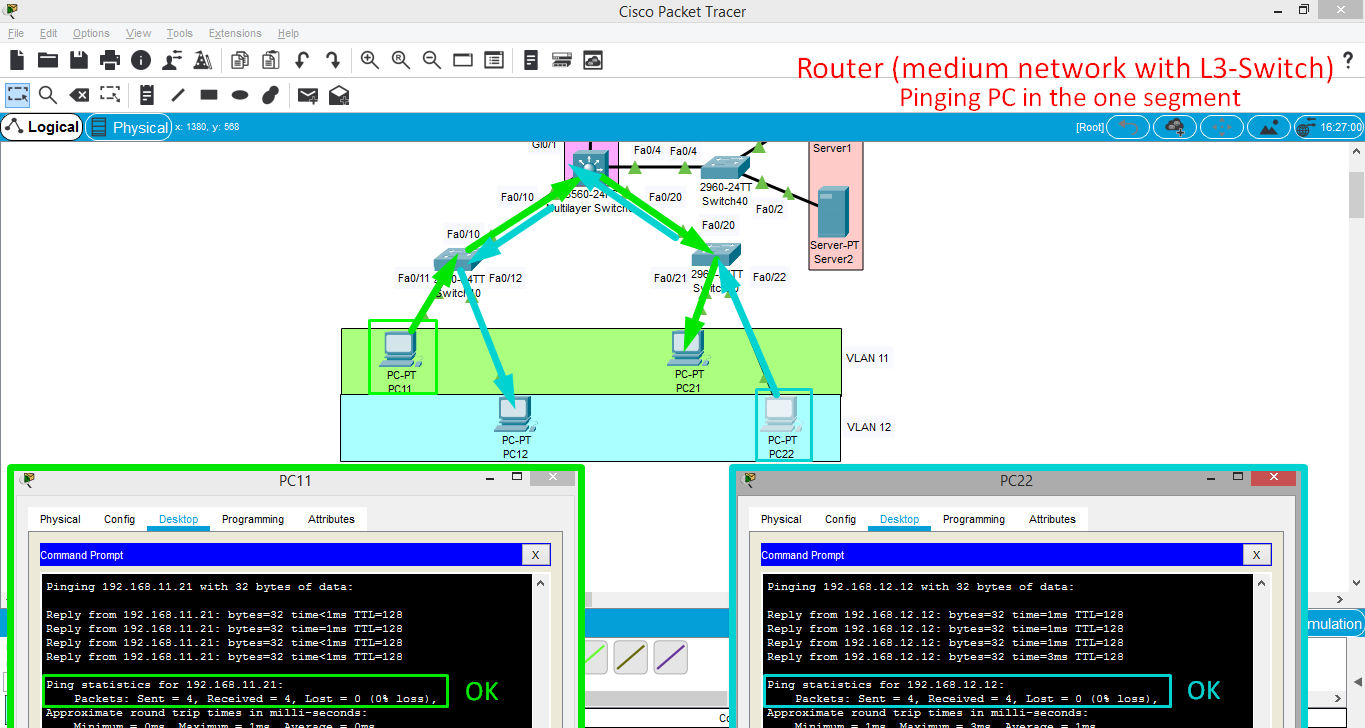 Cisco Packet Tracer
File Edit Options View Tools Extensions Help
Router (medium network with L3-Switch)
?
Pinging PC in the one segment
Logical
Physical
x: 1380, y: 568
[Root]
16:27:00
Gi0/1
Fa0/4
Fa0/4
Server1
2960-24TT
Switch40
Fa0/10
Multilayer Switch
Fa0/20
Fa0/2
Fa0/10
Fa0/20
Server-PT
Server2
Fa0/11
Fa0/12
Fa0/21
Fa0/22
PC-PT
PC11
PC-PT
PC21
VLAN 11
PC-PT
PC12
PC-PT
PC22
VLAN 12
PC11
Physical Config Desktop Programming Attributes
Command Prompt
X
Pinging 192.168.11.21 with 32 bytes of data:
Reply from 192.168.11.21: bytes=32 time<1ms TTL=128
Reply from 192.168.11.21: bytes=32 time<1ms TTL=128
Reply from 192.168.11.21: bytes=32 time<1ms TTL=128
Reply from 192.168.11.21: bytes=32 time<1ms TTL=128
Ping statistics for 192.168.11.21:
Packets: Sent = 4, Received = 4, Lost = 0 (0% loss),
Approximate round trip times in milli-seconds:
Minimum = 0ms, Maximum = 1ms, Average = 0ms
OK
PC22
Physical Config Desktop Programming Attributes
Command Prompt
X
Pinging 192.168.12.12 with 32 bytes of data:
Reply from 192.168.12.12: bytes=32 time=1ms TTL=128
Reply from 192.168.12.12: bytes=32 time<1ms TTL=128
Reply from 192.168.12.12: bytes=32 time<1ms TTL=128
Reply from 192.168.12.12: bytes=32 time=3ms TTL=128
Ping statistics for 192.168.12.12:
Packets: Sent = 4, Received = 4, Lost = 0 (0% loss),
Approximate round trip times in milli-seconds:
Minimum = 1ms, Maximum = 3ms, Average = 1ms
OK
mulation